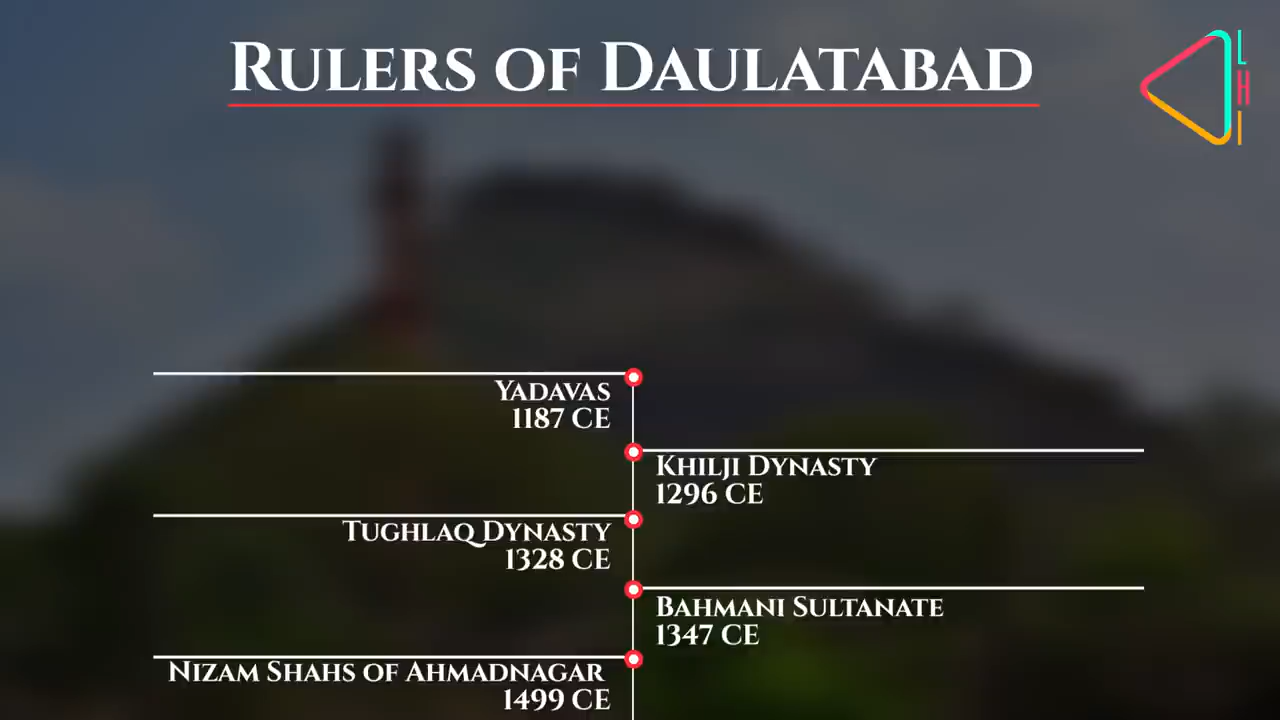 Rulers of Daulatabad
L
H
I
Yadavas
1187 CE
Khilji Dynasty
1296 CE
Tughlaq Dynasty
1328 CE
Bahmani Sultanate
1347 CE
Nizam Shahs of Ahmadnagar
1499 CE